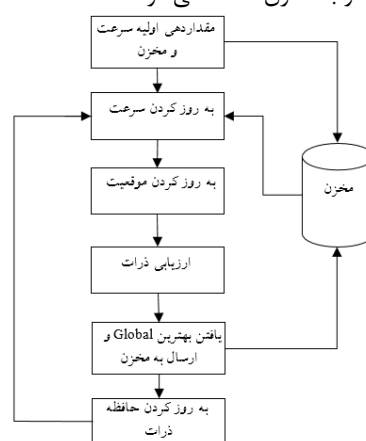 مقداردهی اولیه سرعت
و مخزن
به روز کردن سرعت
مخزن
به روز کردن موقعیت
ارزیابی ذرات
یافتن بهترین Global و
ارسال به مخزن
به روز کردن حافظه
ذرات